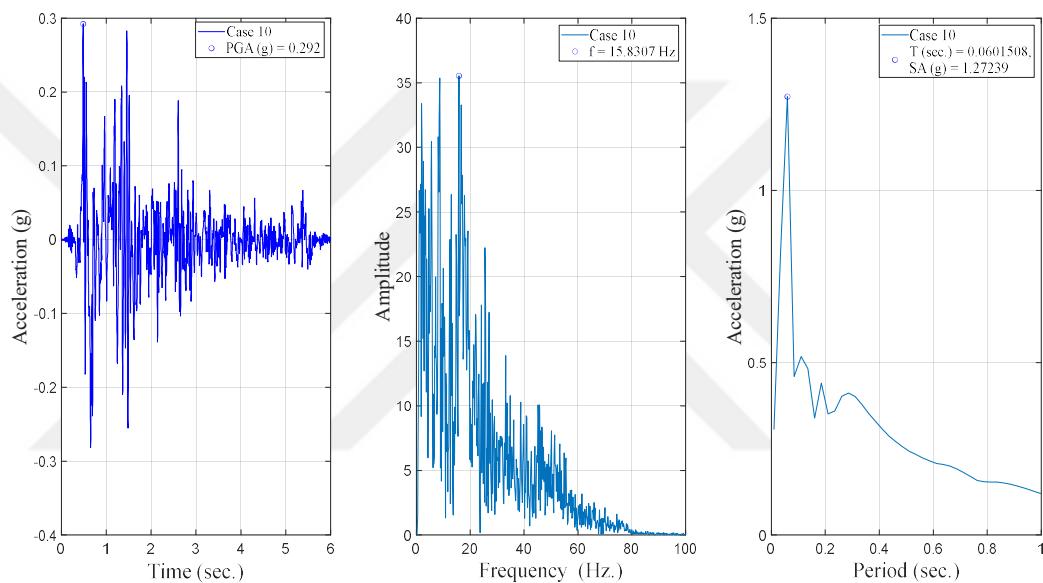 Case 10
PGA (g) = 0.292
0.3
0.2
0.1
0
-0.1
-0.2
-0.3
-0.4
0 1 2 3 4 5 6
Acceleration (g)
Time (sec.)
Case 10
f = 15.8307 Hz
40
35
30
25
20
15
10
5
0
0 20 40 60 80 100
Amplitude
Frequency (Hz.)
Case 10
T (sec.) = 0.0601508,
SA (g) = 1.27239
1.5
1
0.5
0
0 0.2 0.4 0.6 0.8 1
Acceleration (g)
Period (sec.)